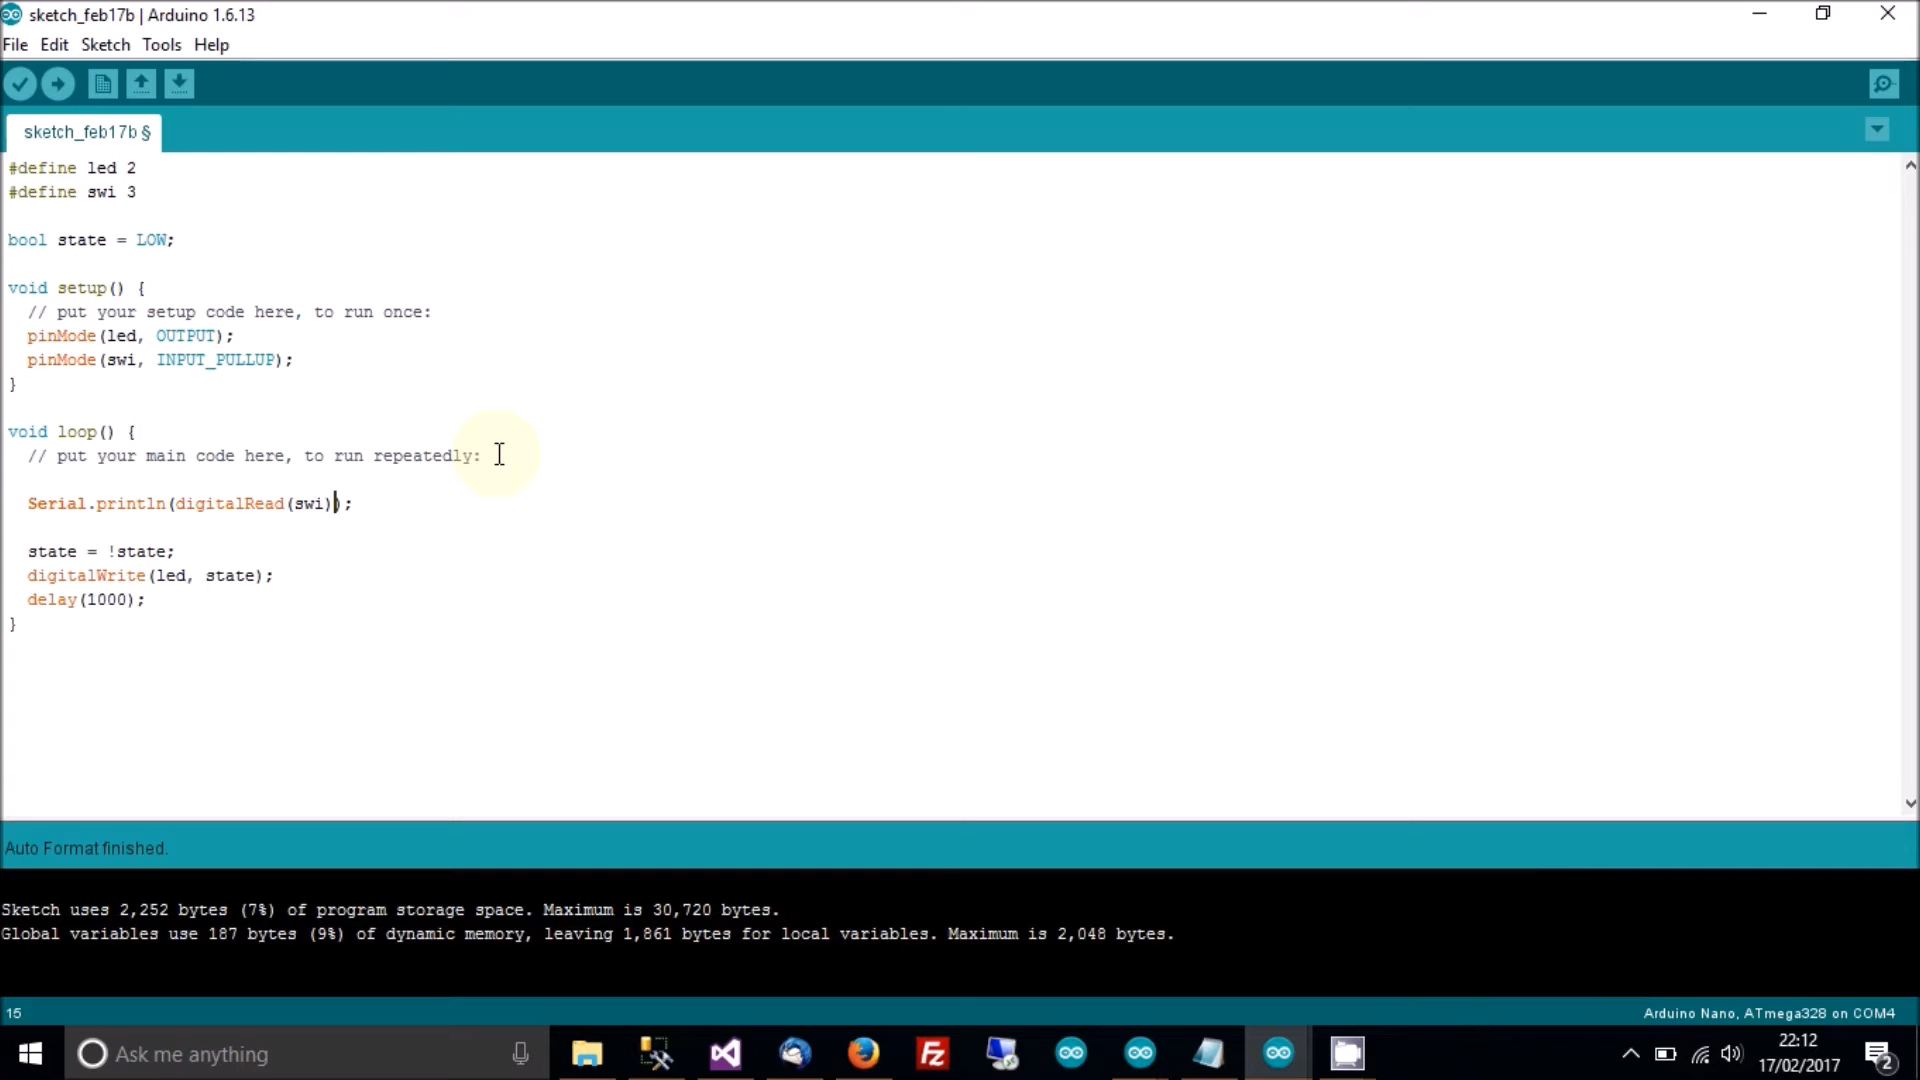 sketch_feb17b | Arduino 1.6.13
File Edit Sketch Tools Help
sketch_feb17b §
#define led 2
#define swi 3
bool state = LOW;
void setup() {
// put your setup code here, to run once:
pinMode(led, OUTPUT);
pinMode(swi, INPUT_PULLUP);
}
void loop() {
// put your main code here, to run repeatedly:
Serial.println(digitalRead(swi));
state = !state;
digitalWrite(led, state);
delay(1000);
}
Auto Format finished.
Sketch uses 2,252 bytes (7%) of program storage space. Maximum is 30,720 bytes.
Global variables use 187 bytes (9%) of dynamic memory, leaving 1,861 bytes for local variables. Maximum is 2,048 bytes.
15
Arduino Nano, ATmega328 on COM4
Ask me anything
Fz
22:12
17/02/2017
2